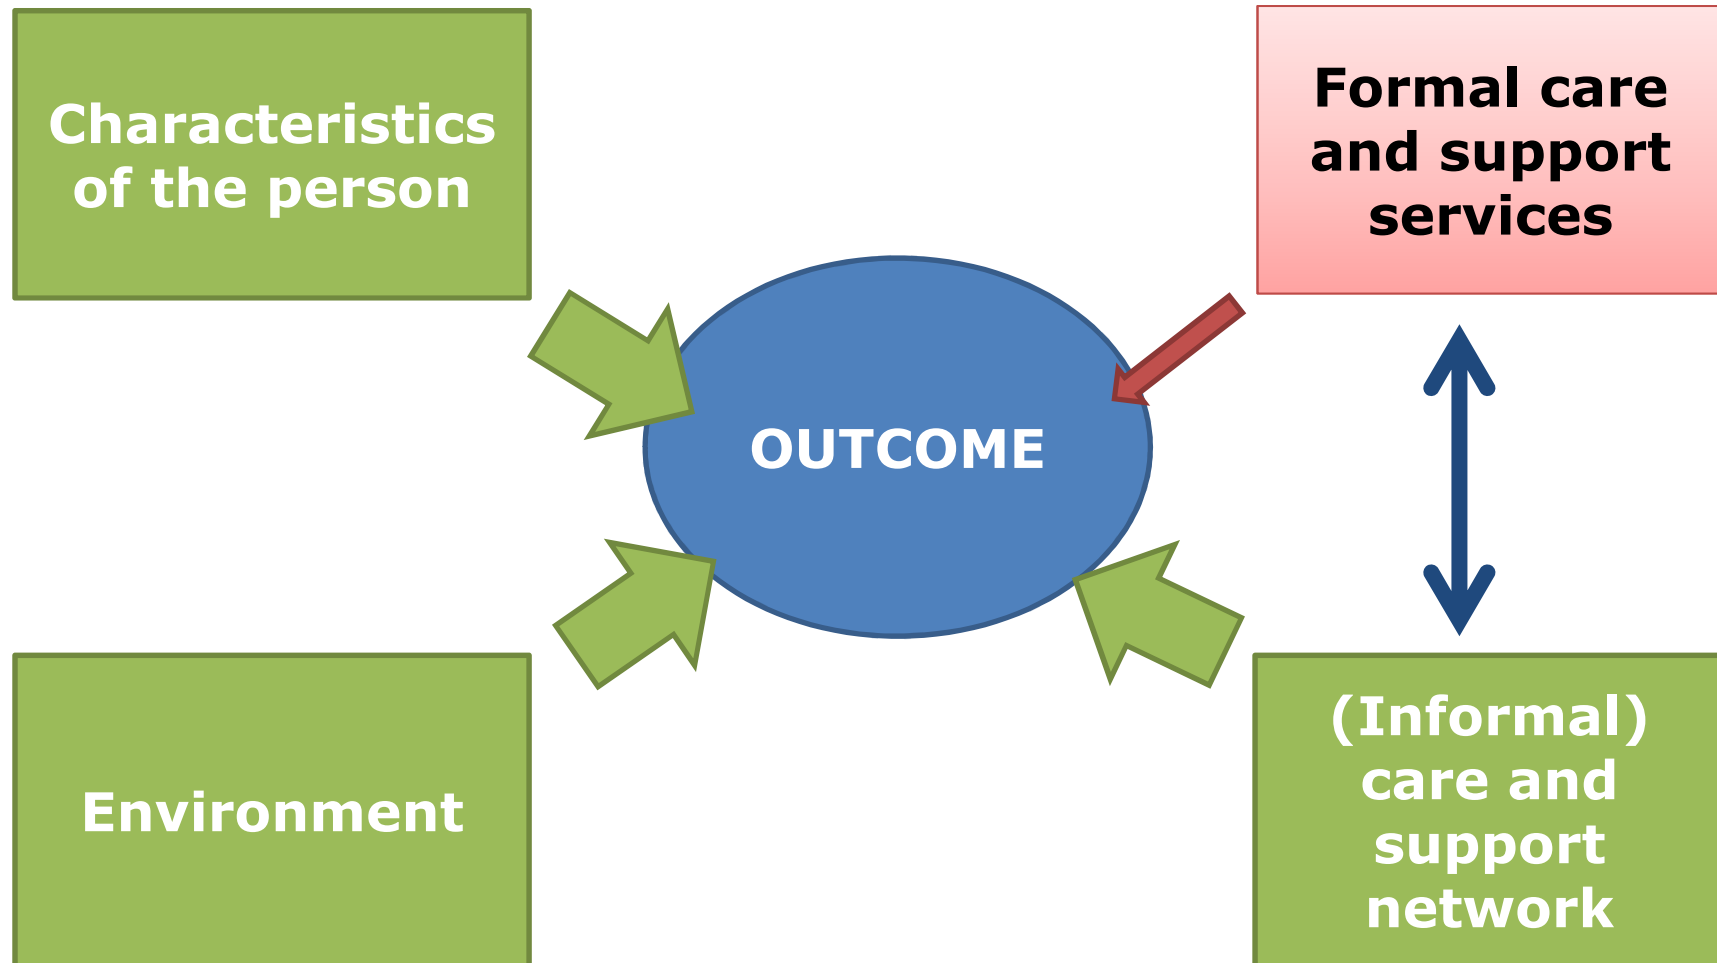 Characteristics
of the person
Formal care
and support
services
OUTCOME
Environment
(Informal)
care and
support
network